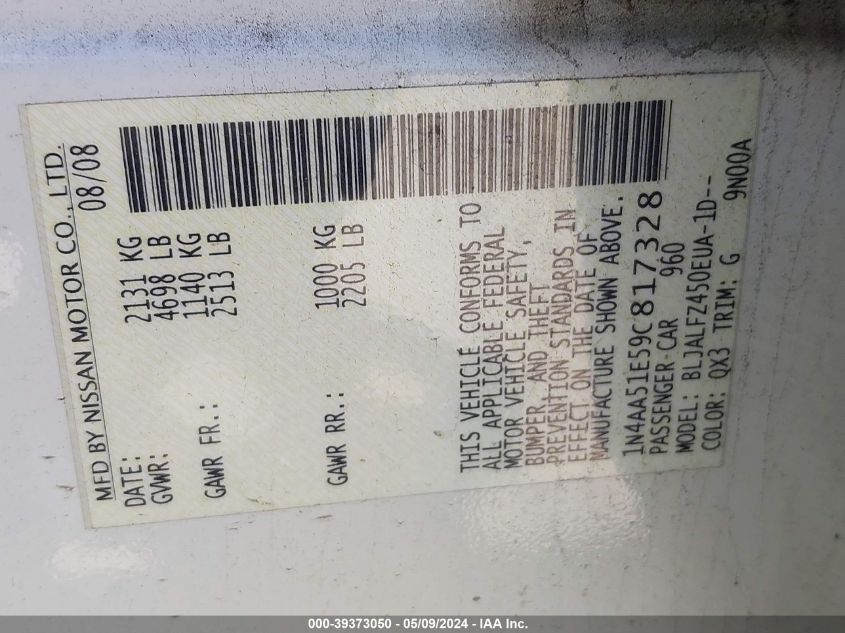 MFD BY NISSAN MOTOR CO., LTD.
DATE: 08/08
GVWR: 2131 KG
4698 LB
GAWR FR.: 1140 KG
2513 LB
GAWR RR.: 1000 KG
2205 LB
THIS VEHICLE CONFORMS TO
ALL APPLICABLE FEDERAL
MOTOR VEHICLE SAFETY,
BUMPER, AND THEFT
PREVENTION STANDARDS IN
EFFECT ON THE DATE OF
MANUFACTURE SHOWN ABOVE.
1N4AA51E59C817328
PASSENGER CAR 960
MODEL: BLJALFZ450EUA-1D--
COLOR: QX3 TRIM: G 9N00A
000-39373050 - 05/09/2024 - IAA Inc.